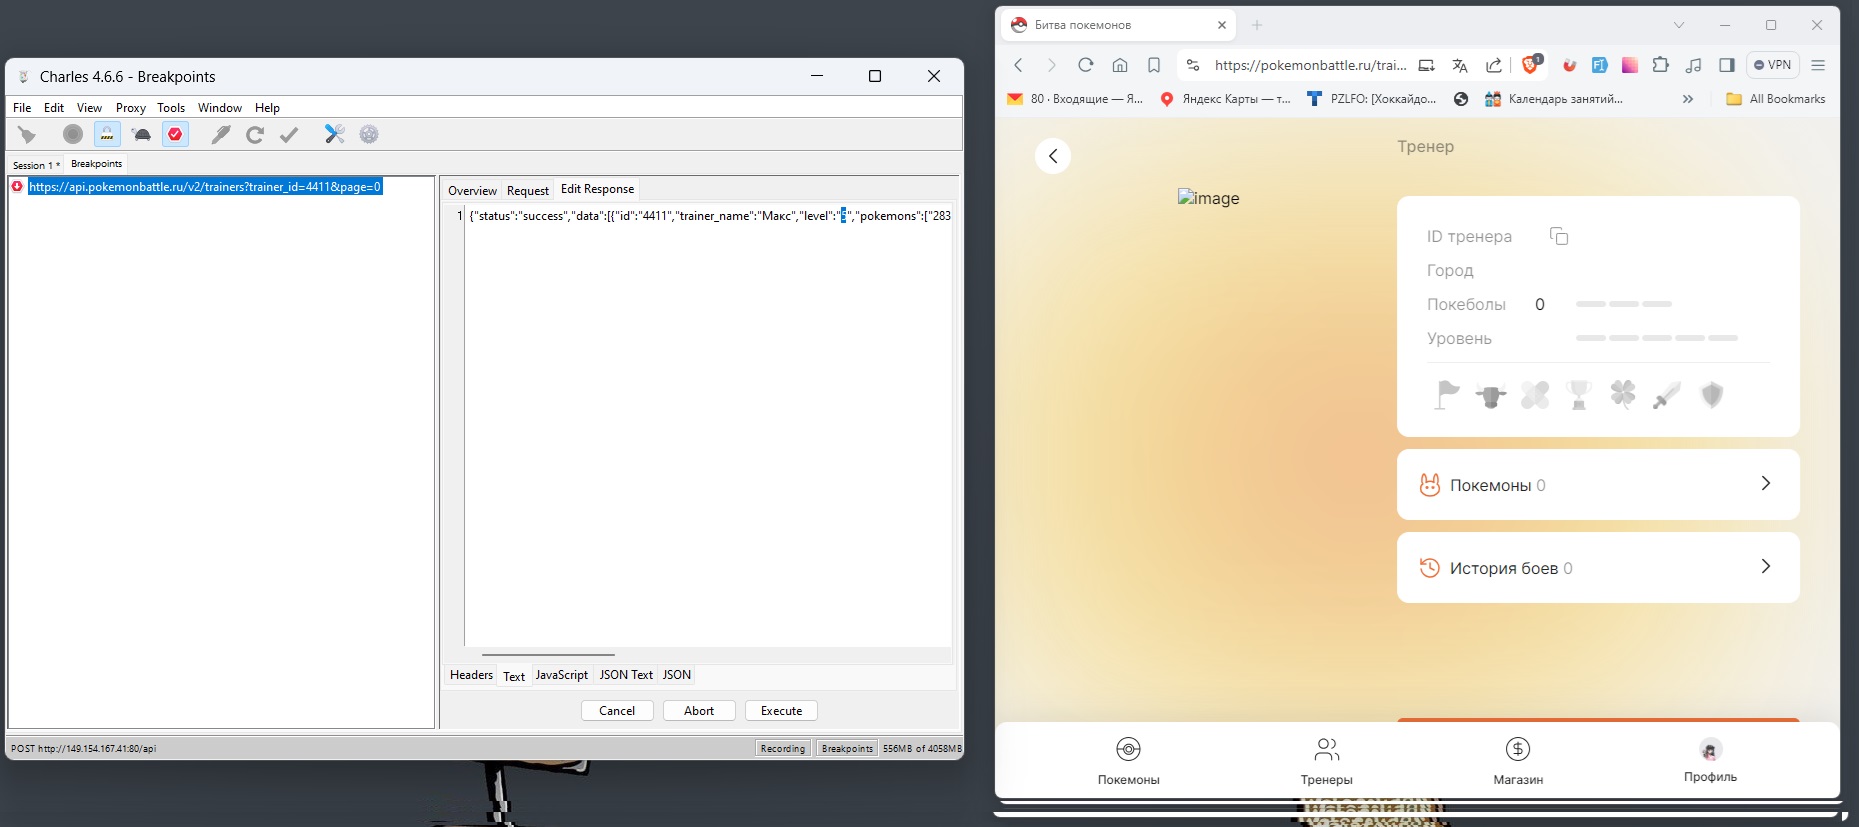 Charles 4.6.6 - Breakpoints
File Edit View Proxy Tools Window Help
Session 1 * Breakpoints
https://api.pokemonbattle.ru/v2/trainers?trainer_id=4411&page=0
Overview Request Edit Response
1 {"status":"success","data":[{"id":"4411","trainer_name":"Макс","level":"5","pokemons":["283
Headers Text JavaScript JSON Text JSON
Cancel Abort Execute
POST http://149.154.167.41:80/api Recording Breakpoints 556MB of 4058MB
Битва покемонов
https://pokemonbattle.ru/trai... 1 VPN
80 · Входящие — Я... Яндекс Карты — т... PZLFO: [Хоккайдо... Календарь занятий... » All Bookmarks
Тренер
image
ID тренера
Город
Покеболы 0
Уровень
Покемоны 0
История боев 0
Покемоны Тренеры Магазин Профиль